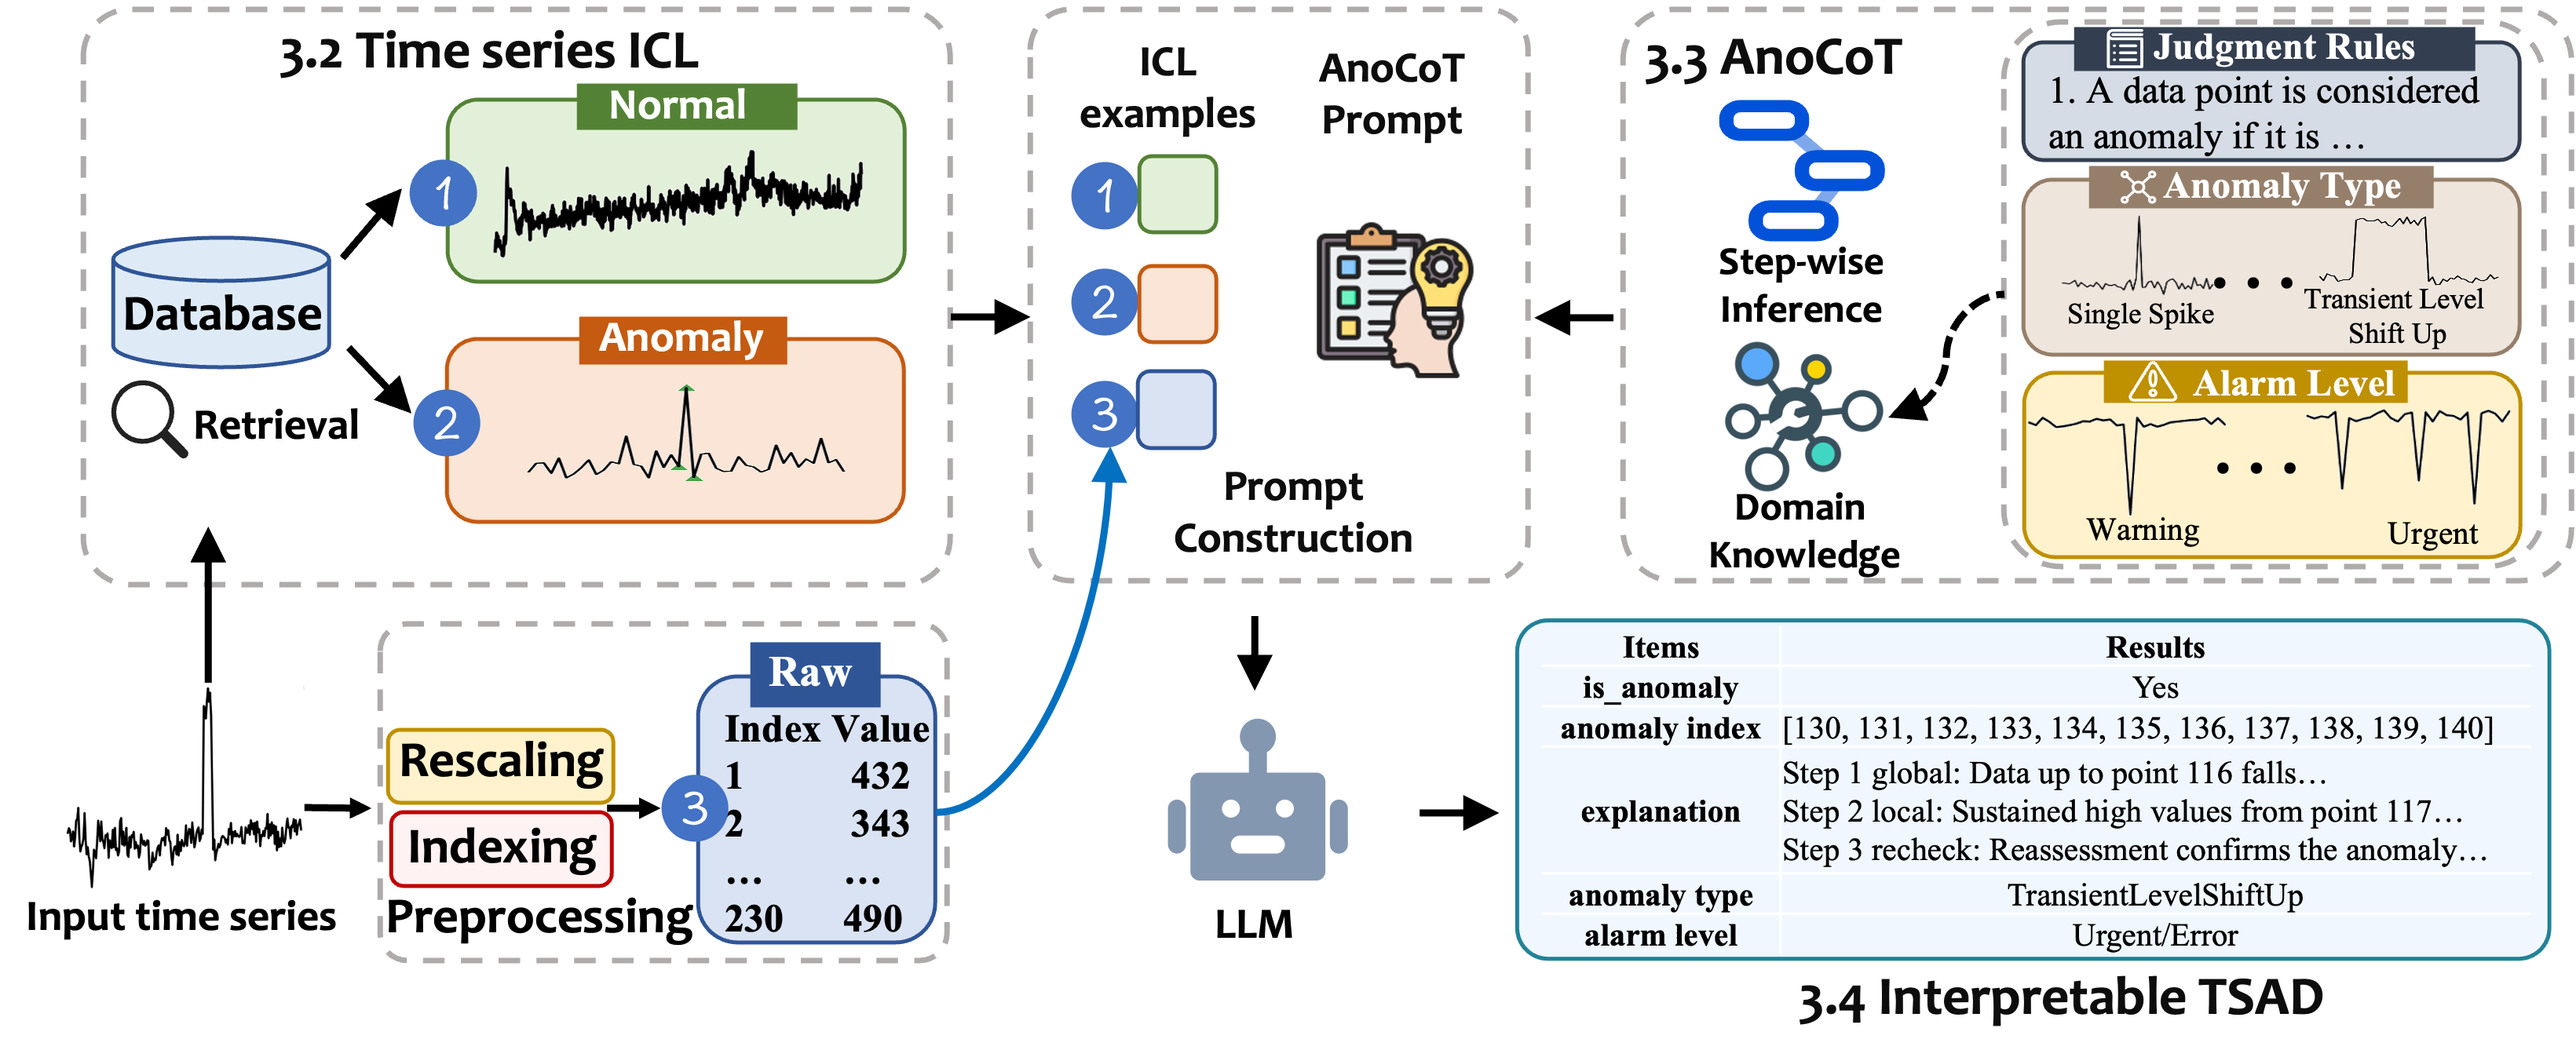 3.2 Time series ICL
Normal
1
Database
Retrieval
Anomaly
2
ICL
examples
AnoCoT
Prompt
1
2
3
Prompt
Construction
3.3 AnoCoT
Step-wise
Inference
Domain
Knowledge
Judgment Rules
1. A data point is considered
an anomaly if it is …
Anomaly Type
Single Spike
Transient Level
Shift Up
Alarm Level
Warning
Urgent
Input time series
Rescaling
Indexing
Preprocessing
3
Raw
Index Value
1 432
2 343
... ...
230 490
LLM
Items Results
is_anomaly Yes
anomaly index [130, 131, 132, 133, 134, 135, 136, 137, 138, 139, 140]
explanation
Step 1 global: Data up to point 116 falls…
Step 2 local: Sustained high values from point 117…
Step 3 recheck: Reassessment confirms the anomaly…
anomaly type TransientLevelShiftUp
alarm level Urgent/Error
3.4 Interpretable TSAD